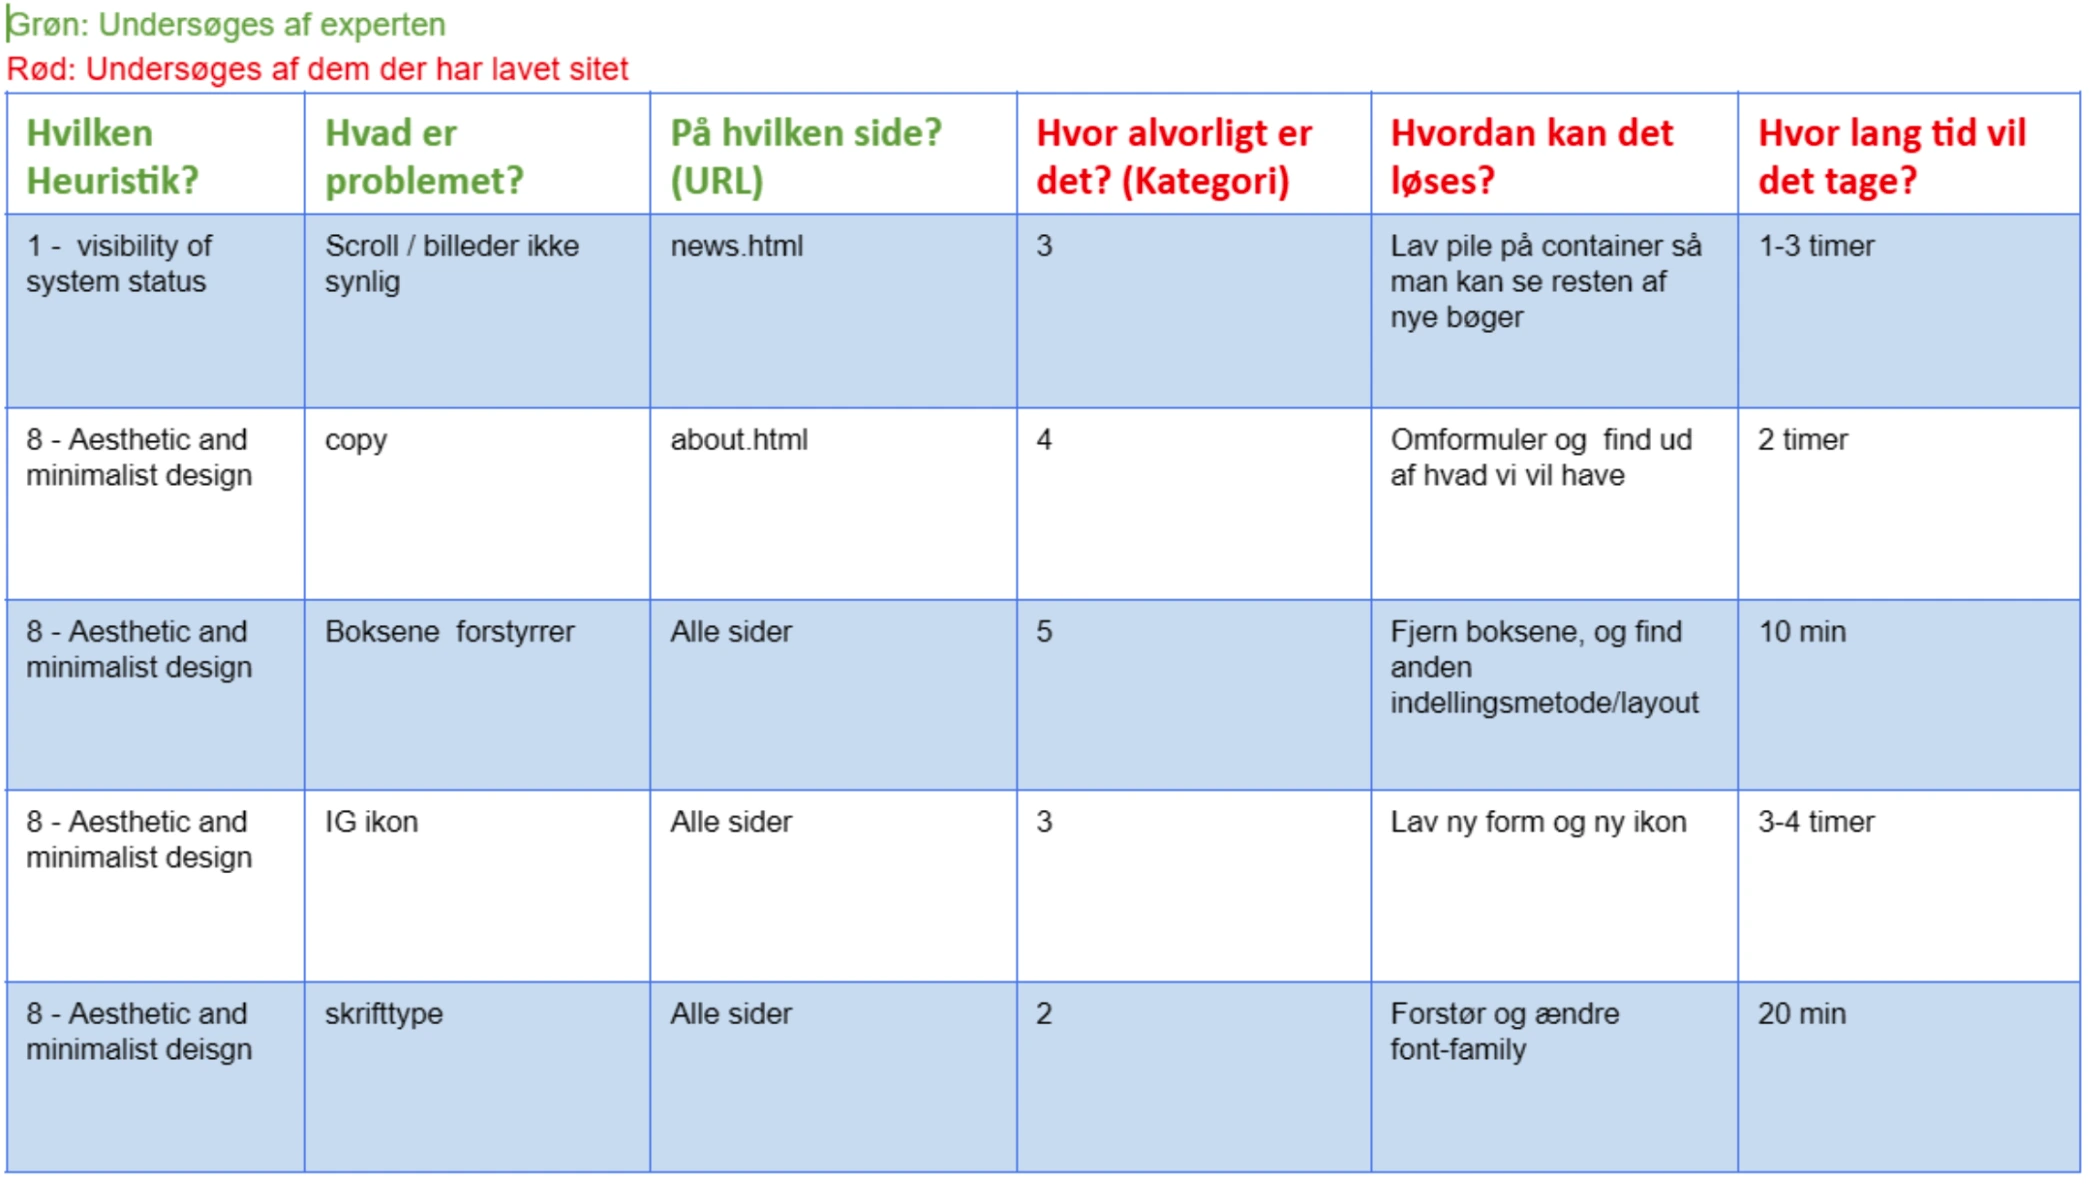 Grøn: Undersøges af experten
Rød: Undersøges af dem der har lavet sitet
Hvilken
Heuristik?
Hvad er
problemet?
På hvilken side?
(URL)
Hvor alvorligt er
det? (Kategori)
Hvordan kan det
løses?
Hvor lang tid vil
det tage?
1 -  visibility of
system status
Scroll / billeder ikke
synlig
news.html
3
Lav pile på container så
man kan se resten af
nye bøger
1-3 timer
8 - Aesthetic and
minimalist design
copy
about.html
4
Omformuler og  find ud
af hvad vi vil have
2 timer
8 - Aesthetic and
minimalist design
Boksene  forstyrrer
Alle sider
5
Fjern boksene, og find
anden
indellingsmetode/layout
10 min
8 - Aesthetic and
minimalist design
IG ikon
Alle sider
3
Lav ny form og ny ikon
3-4 timer
8 - Aesthetic and
minimalist deisgn
skrifttype
Alle sider
2
Forstør og ændre
font-family
20 min